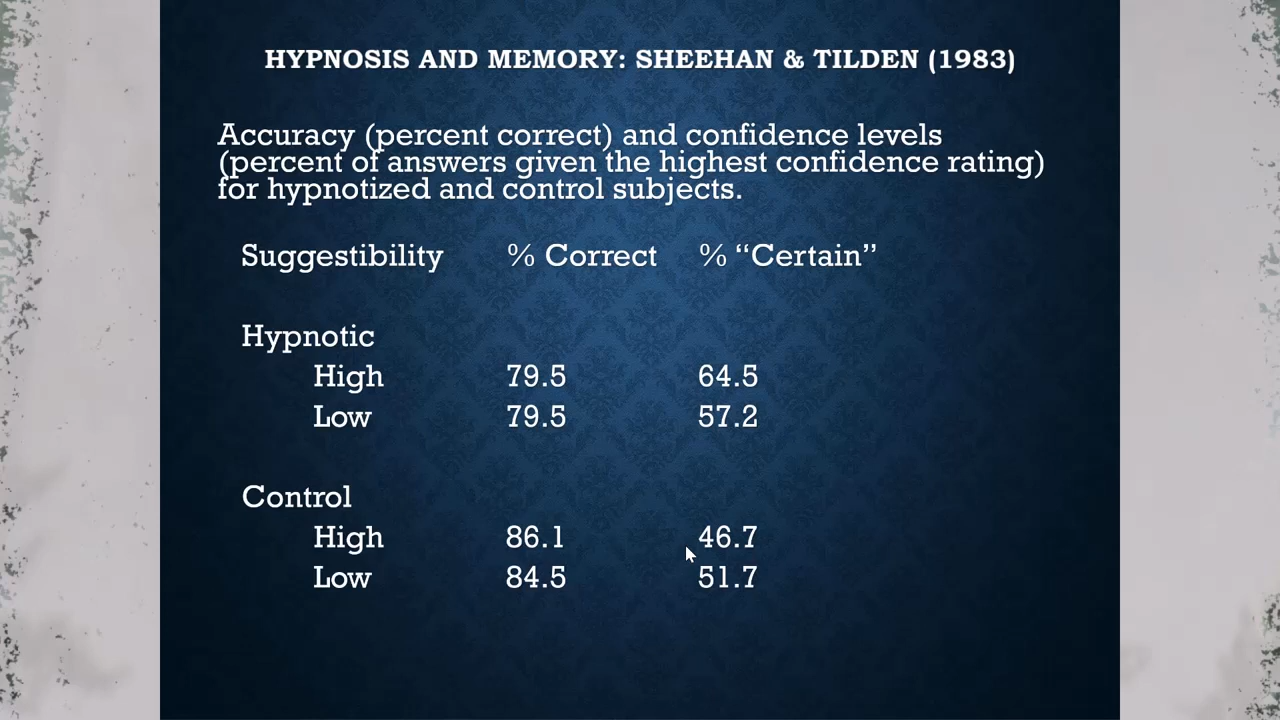 HYPNOSIS AND MEMORY: SHEEHAN & TILDEN (1983)
Accuracy (percent correct) and confidence levels
(percent of answers given the highest confidence rating)
for hypnotized and control subjects.
Suggestibility % Correct % “Certain”
Hypnotic
High 79.5 64.5
Low 79.5 57.2
Control
High 86.1 46.7
Low 84.5 51.7